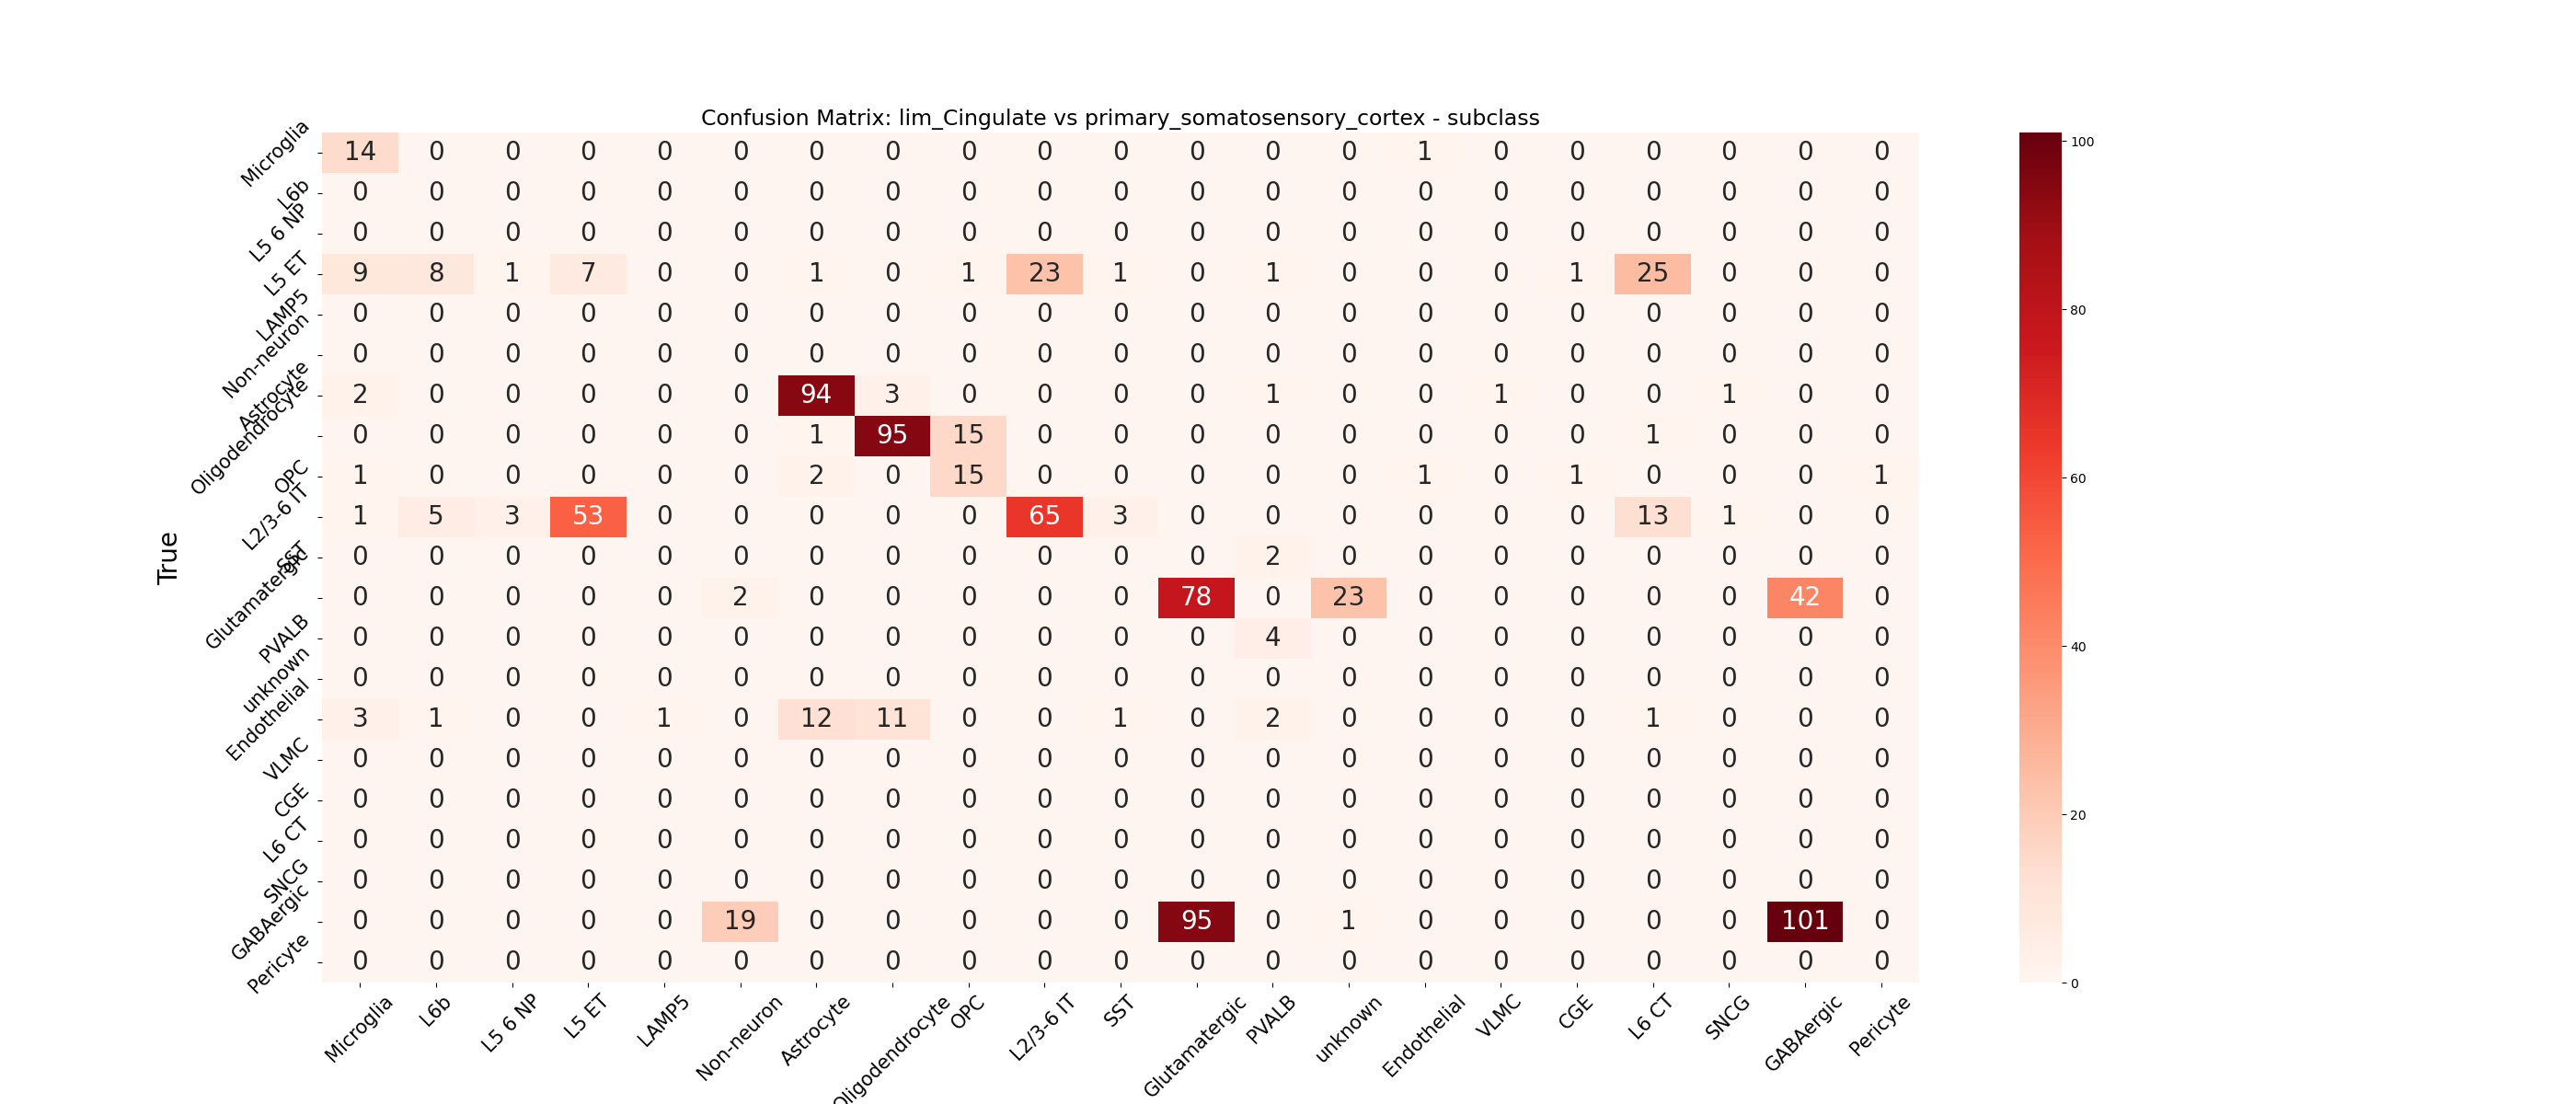 Confusion Matrix: lim_Cingulate vs primary_somatosensory_cortex - subclass
True
Microglia 14 0 0 0 0 0 0 0 0 0 0 0 0 0 1 0 0 0 0 0 0
L6b 0 0 0 0 0 0 0 0 0 0 0 0 0 0 0 0 0 0 0 0 0
L5 6 NP 0 0 0 0 0 0 0 0 0 0 0 0 0 0 0 0 0 0 0 0 0
L5 ET 9 8 1 7 0 0 1 0 1 23 1 0 1 0 0 0 1 25 0 0 0
LAMP5 0 0 0 0 0 0 0 0 0 0 0 0 0 0 0 0 0 0 0 0 0
Non-neuron 0 0 0 0 0 0 0 0 0 0 0 0 0 0 0 0 0 0 0 0 0
Astrocyte 2 0 0 0 0 0 94 3 0 0 0 0 1 0 0 1 0 0 1 0 0
Oligodendrocyte 0 0 0 0 0 0 1 95 15 0 0 0 0 0 0 0 0 1 0 0 0
OPC 1 0 0 0 0 0 2 0 15 0 0 0 0 0 1 0 1 0 0 0 1
L2/3-6 IT 1 5 3 53 0 0 0 0 0 65 3 0 0 0 0 0 0 13 1 0 0
SST 0 0 0 0 0 0 0 0 0 0 0 0 2 0 0 0 0 0 0 0 0
Glutamatergic 0 0 0 0 0 2 0 0 0 0 0 78 0 23 0 0 0 0 0 42 0
PVALB 0 0 0 0 0 0 0 0 0 0 0 0 4 0 0 0 0 0 0 0 0
unknown 0 0 0 0 0 0 0 0 0 0 0 0 0 0 0 0 0 0 0 0 0
Endothelial 3 1 0 0 1 0 12 11 0 0 1 0 2 0 0 0 0 1 0 0 0
VLMC 0 0 0 0 0 0 0 0 0 0 0 0 0 0 0 0 0 0 0 0 0
CGE 0 0 0 0 0 0 0 0 0 0 0 0 0 0 0 0 0 0 0 0 0
L6 CT 0 0 0 0 0 0 0 0 0 0 0 0 0 0 0 0 0 0 0 0 0
SNCG 0 0 0 0 0 0 0 0 0 0 0 0 0 0 0 0 0 0 0 0 0
GABAergic 0 0 0 0 0 19 0 0 0 0 0 95 0 1 0 0 0 0 0 101 0
Pericyte 0 0 0 0 0 0 0 0 0 0 0 0 0 0 0 0 0 0 0 0 0
Microglia L6b L5 6 NP L5 ET LAMP5 Non-neuron Astrocyte Oligodendrocyte OPC L2/3-6 IT SST Glutamatergic PVALB unknown Endothelial VLMC CGE L6 CT SNCG GABAergic Pericyte
100
80
60
40
20
0